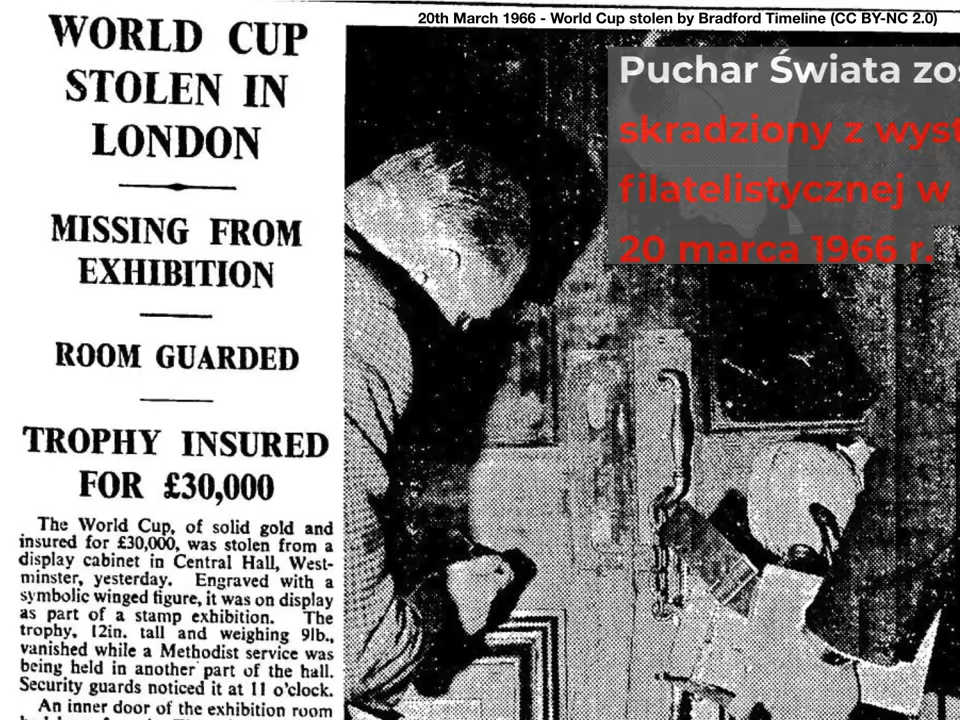 20th March 1966 - World Cup stolen by Bradford Timeline (CC BY-NC 2.0)
WORLD CUP
STOLEN IN
LONDON
MISSING FROM
EXHIBITION
ROOM GUARDED
TROPHY INSURED
FOR £30,000
The World Cup, of solid gold and
insured for £30,000, was stolen from a
display cabinet in Central Hall, West-
minster, yesterday. Engraved with a
symbolic winged figure, it was on display
as part of a stamp exhibition. The
trophy, 12in. tall and weighing 9lb.,
vanished while a Methodist service was
being held in another part of the hall.
Security guards noticed it at 11 o'clock.
An inner door of the exhibition room
Puchar Świata zos
skradziony z wyst
filatelistycznej w
20 marca 1966 r.